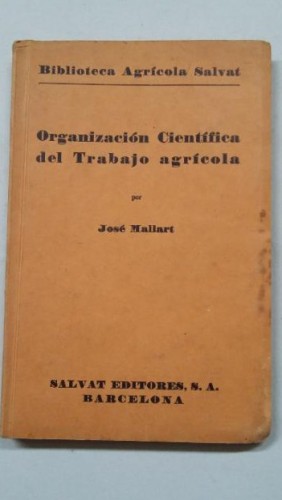 Biblioteca Agrícola Salvat
Organización Científica
del Trabajo agrícola
por
José Mallart
SALVAT EDITORES, S. A.
BARCELONA